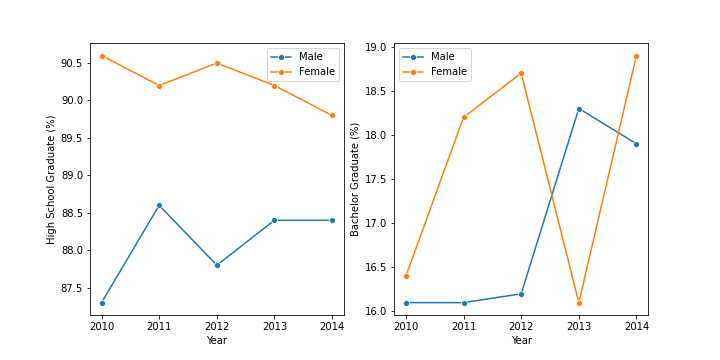 High School Graduate (%)
90.5
90.0
89.5
89.0
88.5
88.0
87.5
2010 2011 2012 2013 2014
Year
Male
Female
Bachelor Graduate (%)
19.0
18.5
18.0
17.5
17.0
16.5
16.0
2010 2011 2012 2013 2014
Year
Male
Female